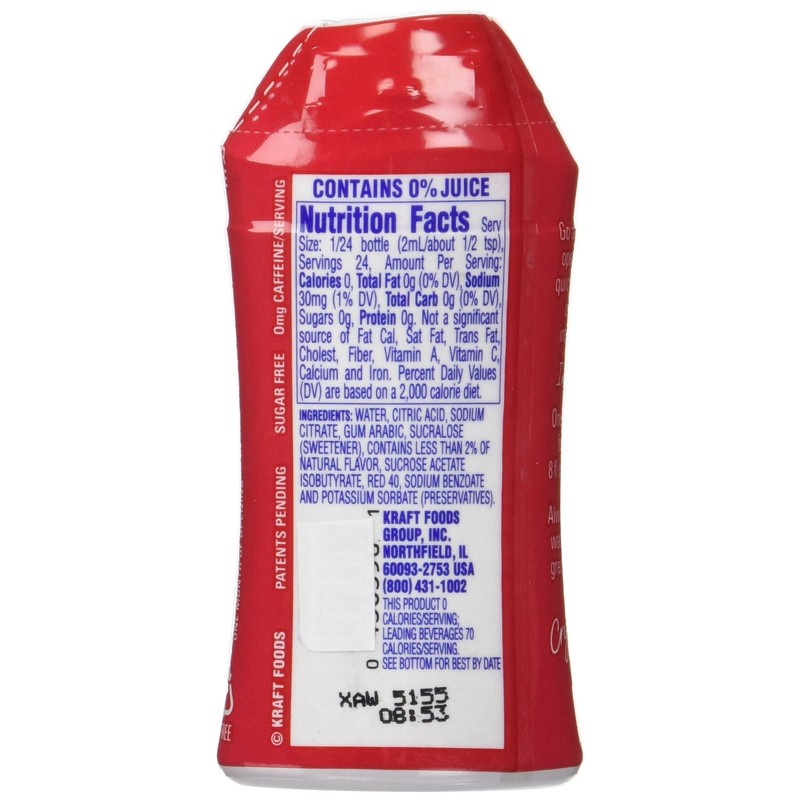 CONTAINS 0% JUICE
Nutrition Facts Serv
Size: 1/24 bottle (2mL/about 1/2 tsp),
Servings 24, Amount Per Serving:
Calories 0, Total Fat 0g (0% DV), Sodium
30mg (1% DV), Total Carb 0g (0% DV),
Sugars 0g, Protein 0g. Not a significant
source of Fat Cal, Sat Fat, Trans Fat,
Cholest, Fiber, Vitamin A, Vitamin C,
Calcium and Iron. Percent Daily Values
(DV) are based on a 2,000 calorie diet.
INGREDIENTS: WATER, CITRIC ACID, SODIUM
CITRATE, GUM ARABIC, SUCRALOSE
(SWEETENER), CONTAINS LESS THAN 2% OF
NATURAL FLAVOR, SUCROSE ACETATE
ISOBUTYRATE, RED 40, SODIUM BENZOATE
AND POTASSIUM SORBATE (PRESERVATIVES).
KRAFT FOODS
GROUP, INC.
NORTHFIELD, IL
60093-2753 USA
(800) 431-1002
THIS PRODUCT 0
CALORIES/SERVING;
LEADING BEVERAGES 70
CALORIES/SERVING.
SEE BOTTOM FOR BEST BY DATE
XAW 5155
08:53
© KRAFT FOODS PATENTS PENDING SUGAR FREE 0mg CAFFEINE/SERVING
Go
8 fl